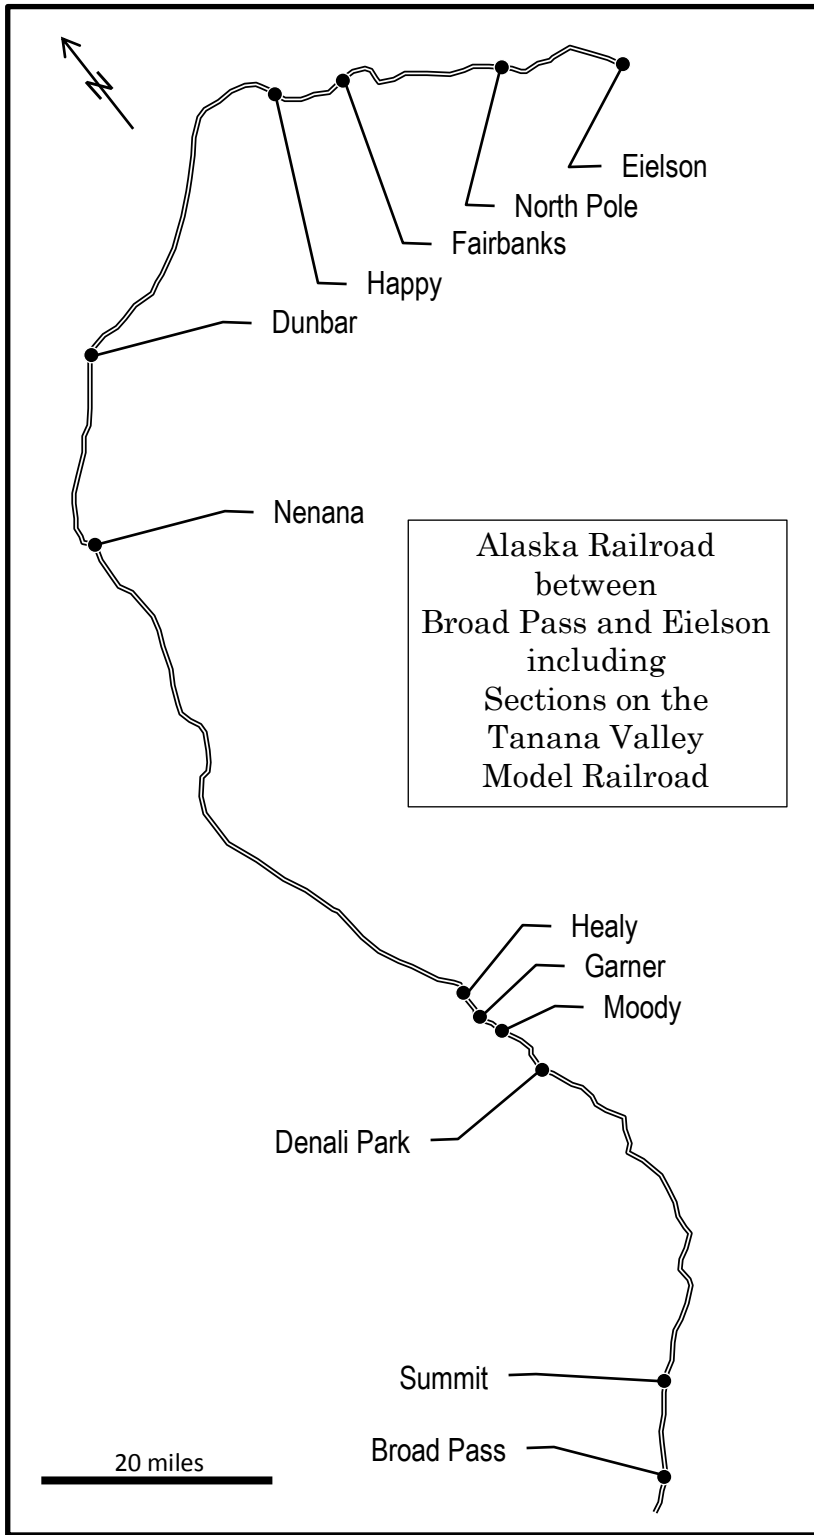 Eielson
North Pole
Fairbanks
Happy
Dunbar
Nenana
Alaska Railroad
between
Broad Pass and Eielson
including
Sections on the
Tanana Valley
Model Railroad
Healy
Garner
Moody
Denali Park
Summit
Broad Pass
20 miles